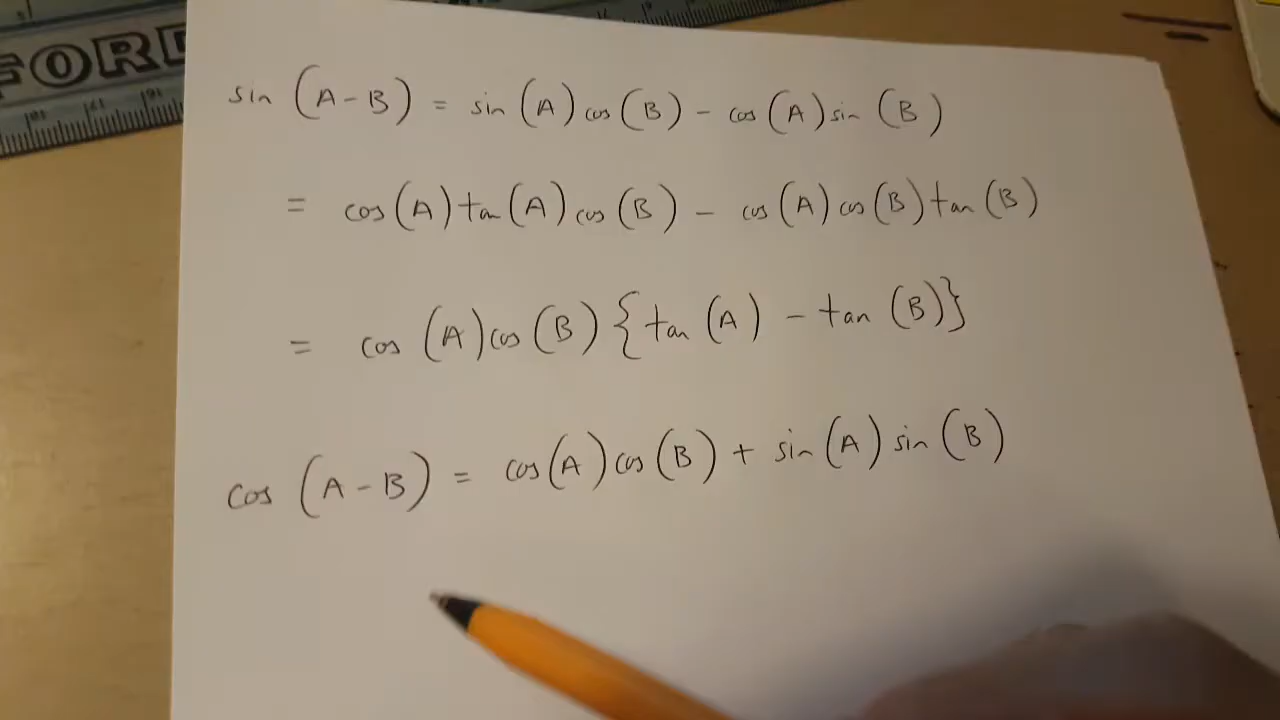 FORD
sin (A-B) = sin(A)cos(B) - cos(A)sin(B)
= cos(A)tan(A)cos(B) - cos(A)cos(B)tan(B)
= cos(A)cos(B){tan(A) - tan(B)}
cos (A-B) = cos(A)cos(B) + sin(A)sin(B)